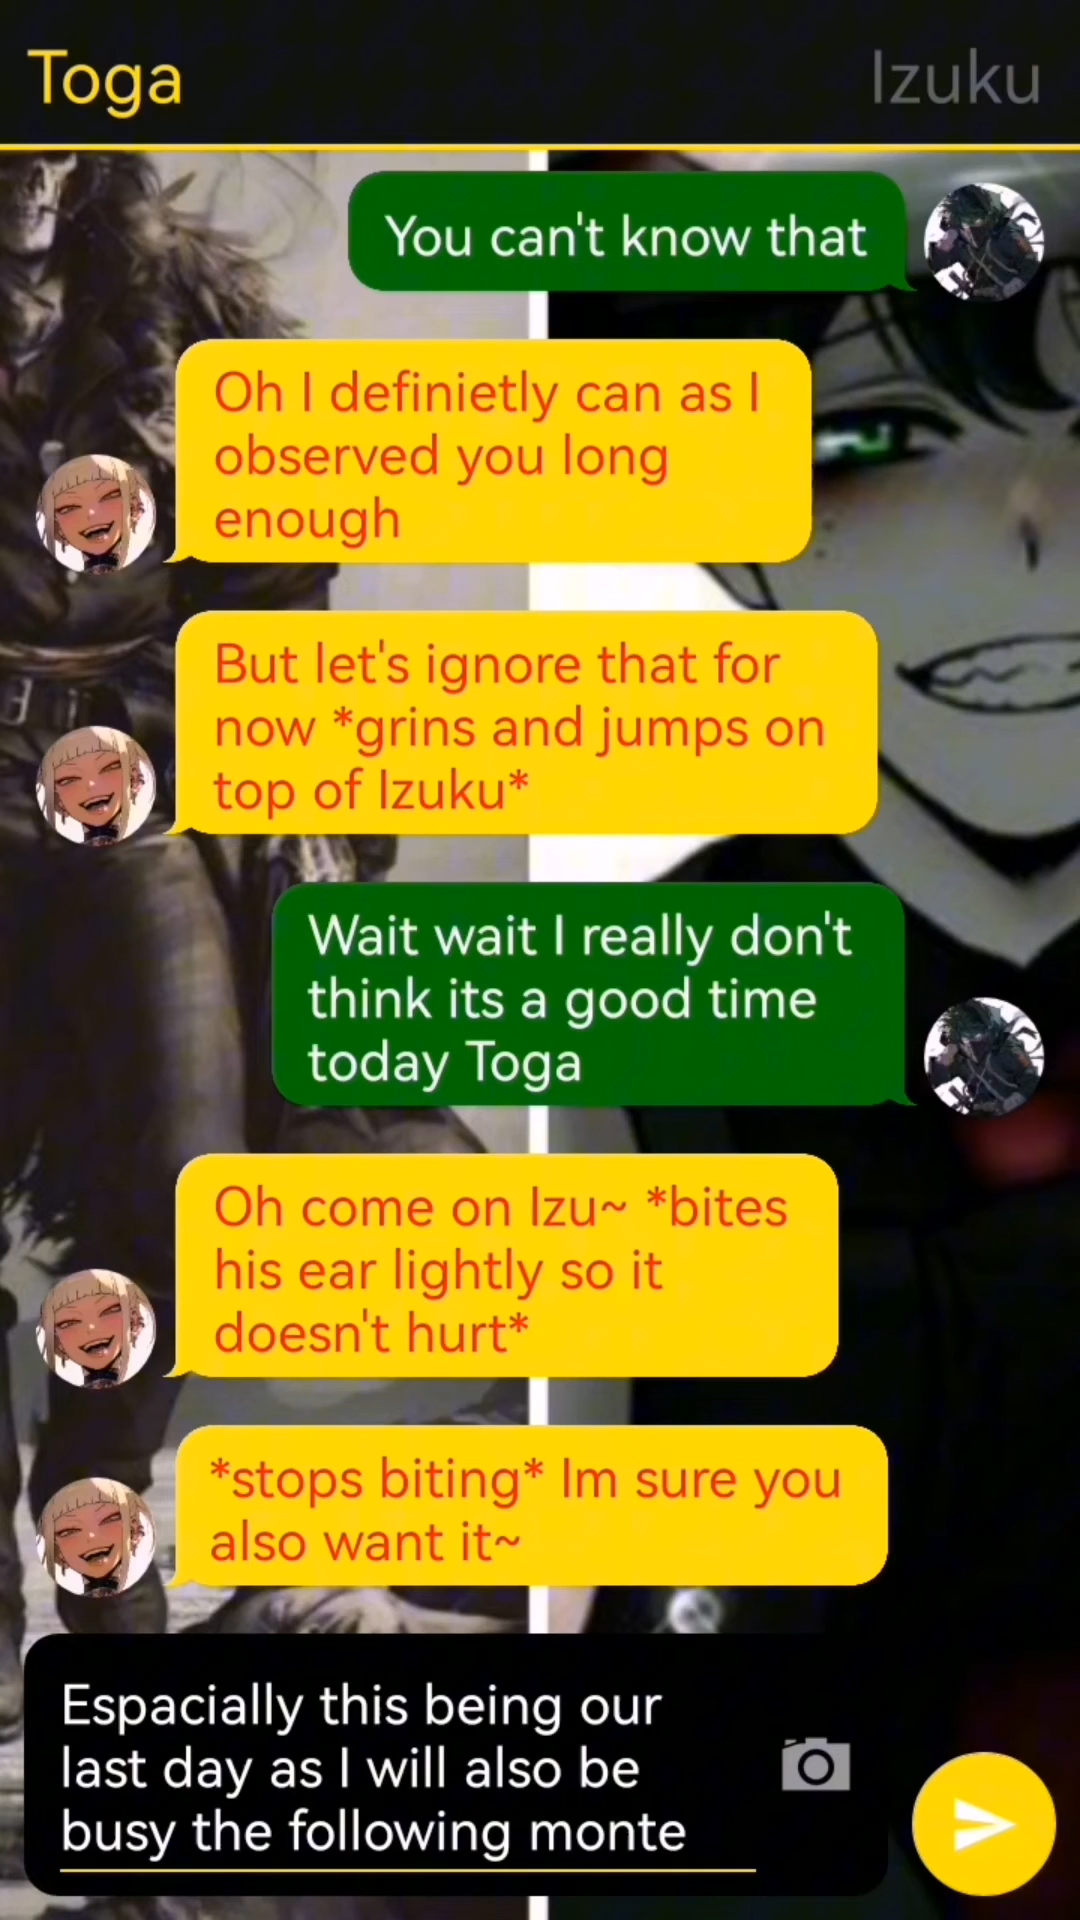 Toga
Izuku
You can't know that
Oh I definietly can as I
observed you long
enough
But let's ignore that for
now *grins and jumps on
top of Izuku*
Wait wait I really don't
think its a good time
today Toga
Oh come on Izu~ *bites
his ear lightly so it
doesn't hurt*
*stops biting* Im sure you
also want it~
Espacially this being our
last day as I will also be
busy the following monte